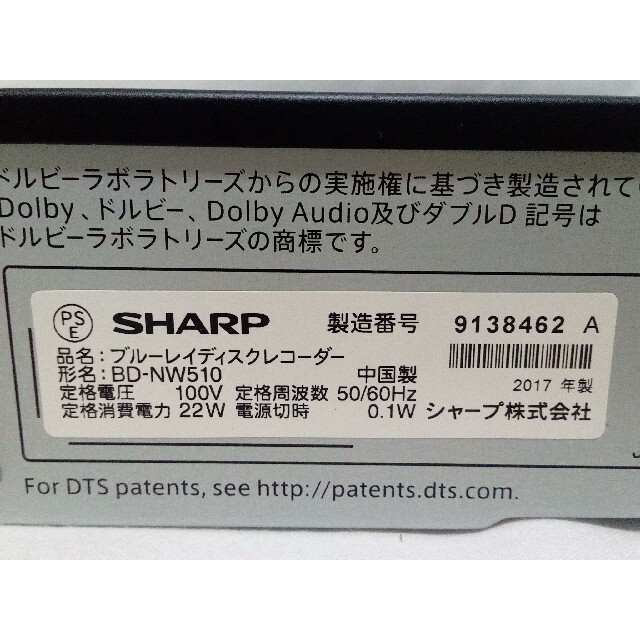 ドルビーラボラトリーズからの実施権に基づき製造されて
Dolby、ドルビー、Dolby Audio及びダブルD 記号は
ドルビーラボラトリーズの商標です。
PSE SHARP 製造番号 9138462 A
品名：ブルーレイディスクレコーダー
形名：BD-NW510 中国製 2017 年製
定格電圧 100V 定格周波数 50/60Hz
定格消費電力 22W 電源切時 0.1W シャープ株式会社
For DTS patents, see http://patents.dts.com.